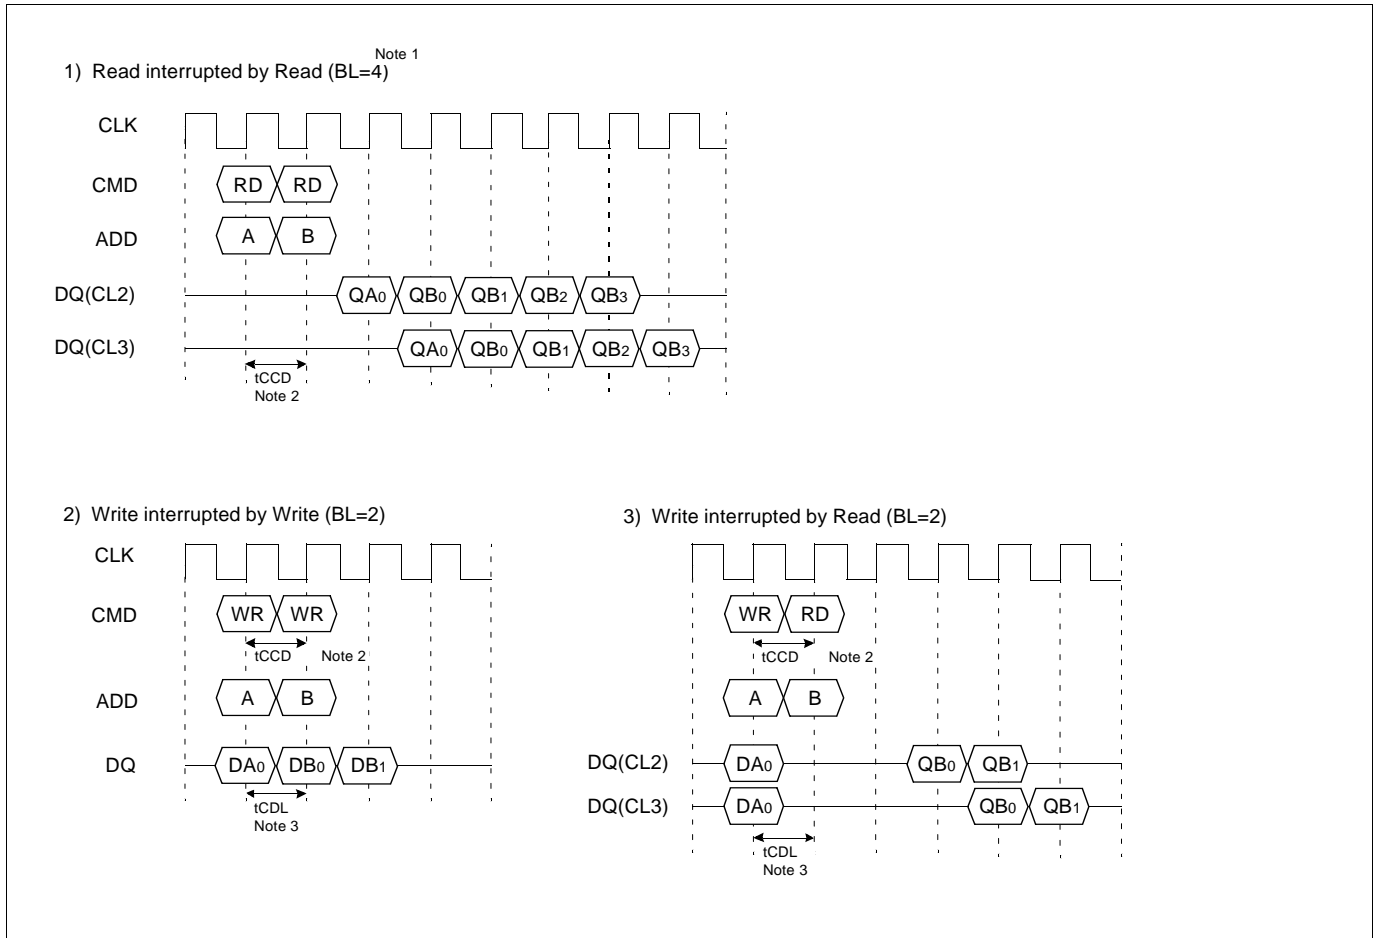 Note 1
1) Read interrupted by Read (BL=4)
CLK
CMD RD RD
ADD A B
DQ(CL2) QA0 QB0 QB1 QB2 QB3
DQ(CL3) QA0 QB0 QB1 QB2 QB3
tCCD
Note 2
2) Write interrupted by Write (BL=2)
CLK
CMD WR WR
tCCD Note 2
ADD A B
DQ DA0 DB0 DB1
tCDL
Note 3
3) Write interrupted by Read (BL=2)
WR RD
tCCD Note 2
A B
DQ(CL2) DA0 QB0 QB1
DQ(CL3) DA0 QB0 QB1
tCDL
Note 3